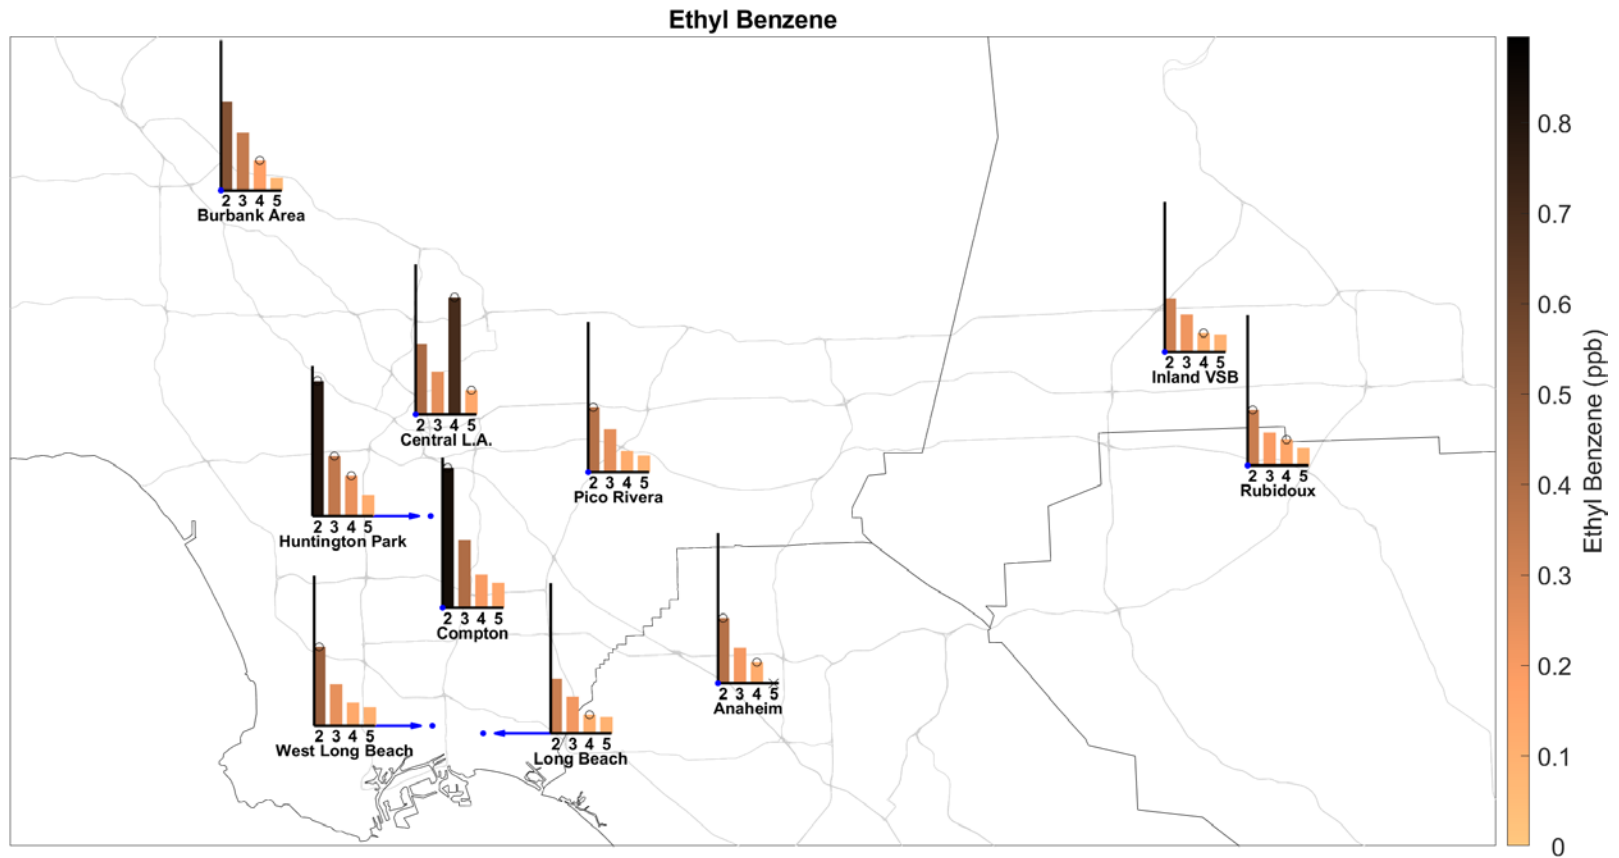 Ethyl Benzene
2 3 4 5
Burbank Area
2 3 4 5
Central L.A.
2 3 4 5
Inland VSB
2 3 4 5
Pico Rivera
2 3 4 5
Rubidoux
2 3 4 5
Huntington Park
2 3 4 5
Compton
2 3 4 5
Anaheim
2 3 4 5
West Long Beach
2 3 4 5
Long Beach
0.8
0.7
0.6
0.5
0.4
0.3
0.2
0.1
0
Ethyl Benzene (ppb)